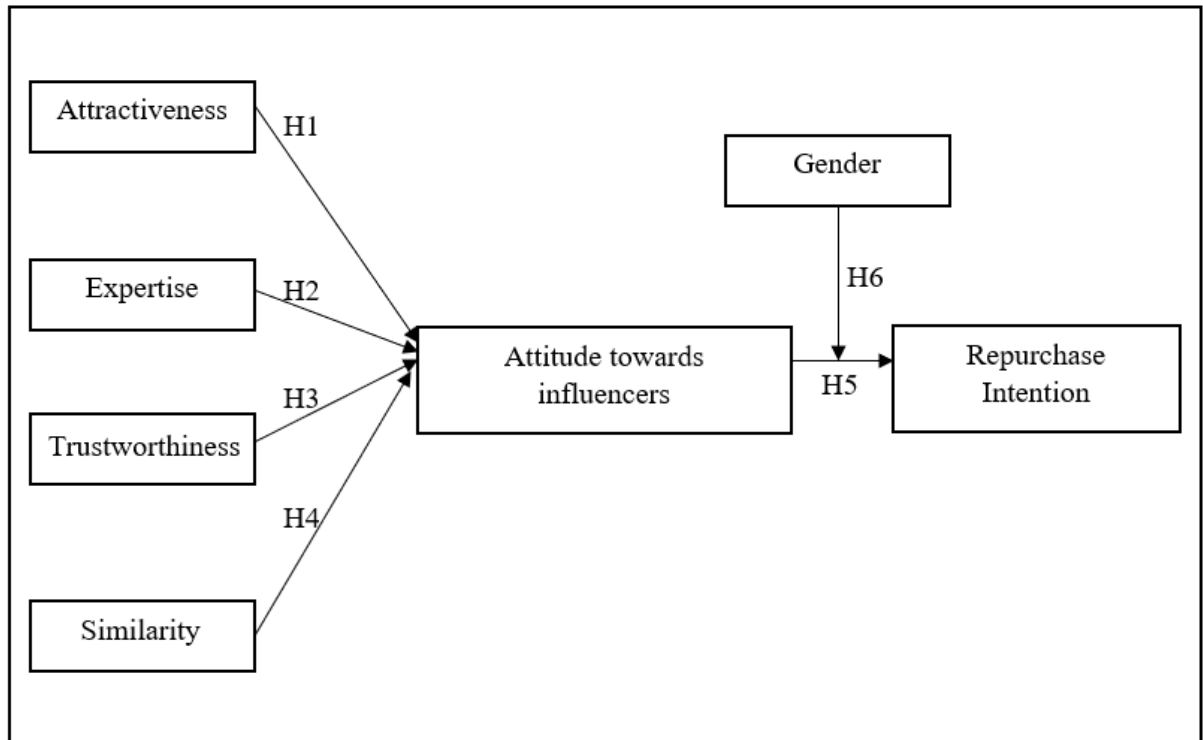 Attractiveness
H1
Gender
Expertise
H2
H6
Attitude towards
influencers
Repurchase
Intention
H5
H3
Trustworthiness
H4
Similarity